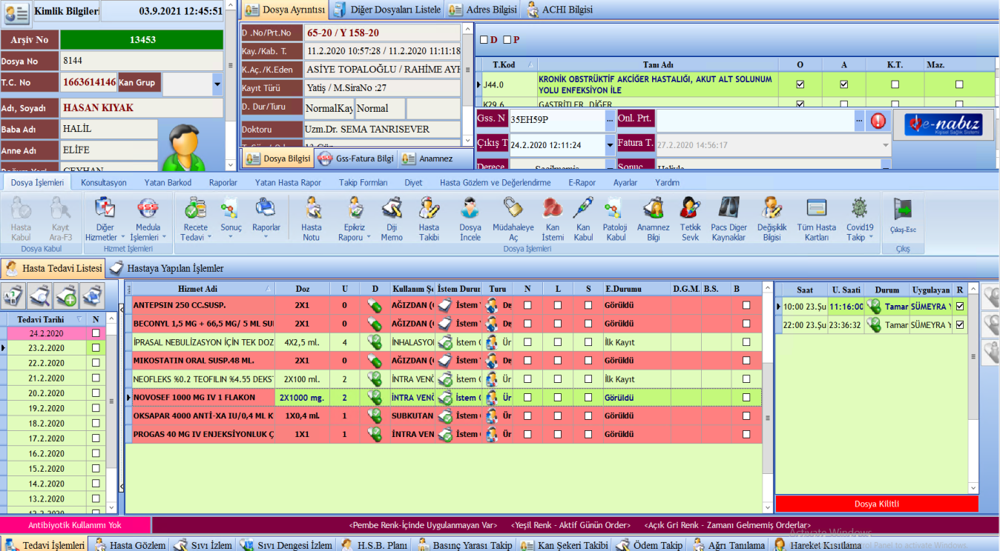 Kimlik Bilgileri 03.9.2021 12:45:51
Arşiv No 13453
Dosya No 8144
T.C. No 1663614146 Kan Grup
Adı, Soyadı HASAN KIYAK
Baba Adı HALİL
Anne Adı ELİFE
Doğum Yeri CEYHAN
Dosya Ayrıntısı Diğer Dosyaları Listele Adres Bilgisi ACHI Bilgisi
D .No/Prt.No 65-20 / Y 158-20
Kay./Kab. T. 11.2.2020 10:57:28 / 11.2.2020 11:11:18
K.Aç./K.Eden ASİYE TOPALOĞLU / RAHİME AYH
Kayıt Türü Yatiş / M.SiraNo :27
D. Dur/Turu NormalKay Normal
Doktoru Uzm.Dr. SEMA TANRISEVER
Dosya Bilgisi Gss-Fatura Bilgi Anamnez
D P
T.Kod Tanı Adı O A K.T. Maz.
J44.0 KRONİK OBSTRÜKTİF AKCİĞER HASTALIĞI, AKUT ALT SOLUNUM
YOLU ENFEKSİYON İLE
K29.6 GASTRİTLER, DİĞER
Gss. N 35EH59P ... Onl. Prt. ... e-nabız
Kişisel Sağlık Sistemi
Çıkış T 24.2.2020 12:11:24 Fatura T. 27.2.2020 14:56:17
Derece Seçilmemiş Sonuç Haliyle
Dosya İşlemleri Konsultasyon Yatan Barkod Raporlar Yatan Hasta Rapor Takip Formları Diyet Hasta Gözlem ve Değerlendirme E-Rapor Ayarlar Yardım
Hasta Kayıt Diğer Medula Recete Sonuç Raporlar Hasta Epikriz Diji Hasta Dosya Müdahaleye Kan Kan Patoloji Anamnez Tetkik Pacs Diger Değişiklik Tüm Hasta Covid19
Kabul Ara-F3 Hizmetler İşlemleri Tedavi Notu Raporu Memo Takibi İncele Aç İstemi Kabul Kabul Bilgi Sevk Kaynaklar Bilgisi Kartları Takip Çıkış-Esc
Dosya Kabul Hizmet İşlemleri Dosya İşlemleri Çıkış
Hasta Tedavi Listesi Hastaya Yapılan İşlemler
Tedavi Tarihi N
24.2.2020
23.2.2020
22.2.2020
21.2.2020
20.2.2020
19.2.2020
18.2.2020
17.2.2020
16.2.2020
15.2.2020
14.2.2020
13.2.2020
12.2.2020
Hizmet Adi Doz U D Kullanım Şe İstem Durur Turu N L S E.Durumu D.G.M. B.S. B
ANTEPSIN 250 CC.SUSP. 2X1 0 AĞIZDAN (O İstem Dış Görüldü
BECONYL 1,5 MG + 66,5 MG/ 5 ML SUI 2X1 0 AĞIZDAN (O İstem Dış Görüldü
İPRASAL NEBULİZASYON İÇİN TEK DOZ 4X2,5 ml. 4 İNHALASYO İstem ( Ür İlk Kayıt
MIKOSTATIN ORAL SUSP.48 ML. 2X1 0 AĞIZDAN (O İstem Dış Görüldü
NEOFLEKS %0.2 TEOFILIN %4.55 DEKS 2X100 ml. 2 İNTRA VENÖ İstem ( Ür İlk Kayıt
NOVOSEF 1000 MG IV 1 FLAKON 2X1000 mg. 2 İNTRA VENÖ İstem ( Ür Görüldü
OKSAPAR 4000 ANTİ-XA IU/0,4 ML K 1X0,4 ml. 1 SUBKUTAN İstem ( Ür Görüldü
PROGAS 40 MG IV ENJEKSİYONLUK Ç 1X1 1 İNTRA VEN İstem ( Ür Görüldü
Saat U. Saati Durum Uygulayan R
10:00 23.Şu 11:16:00 Tamar SÜMEYRA Y
22:00 23.Şu 23:36:32 Tamar SÜMEYRA Y
Dosya Kilitli
Antibiyotik Kullanımı Yok <Pembe Renk-İçinde Uygulanmayan Var> <Yeşil Renk - Aktif Günün Order> <Açık Gri Renk - Zamanı Gelmemiş Orderlar>
Activate Windows
Tedavi İşlemleri Hasta Gözlem Sıvı İzlem Sıvı Dengesi İzlem H.S.B. Planı Basınç Yarası Takip Kan Şekeri Takibi Ödem Takip Ağrı Tanılama Hareket Kısıtlama